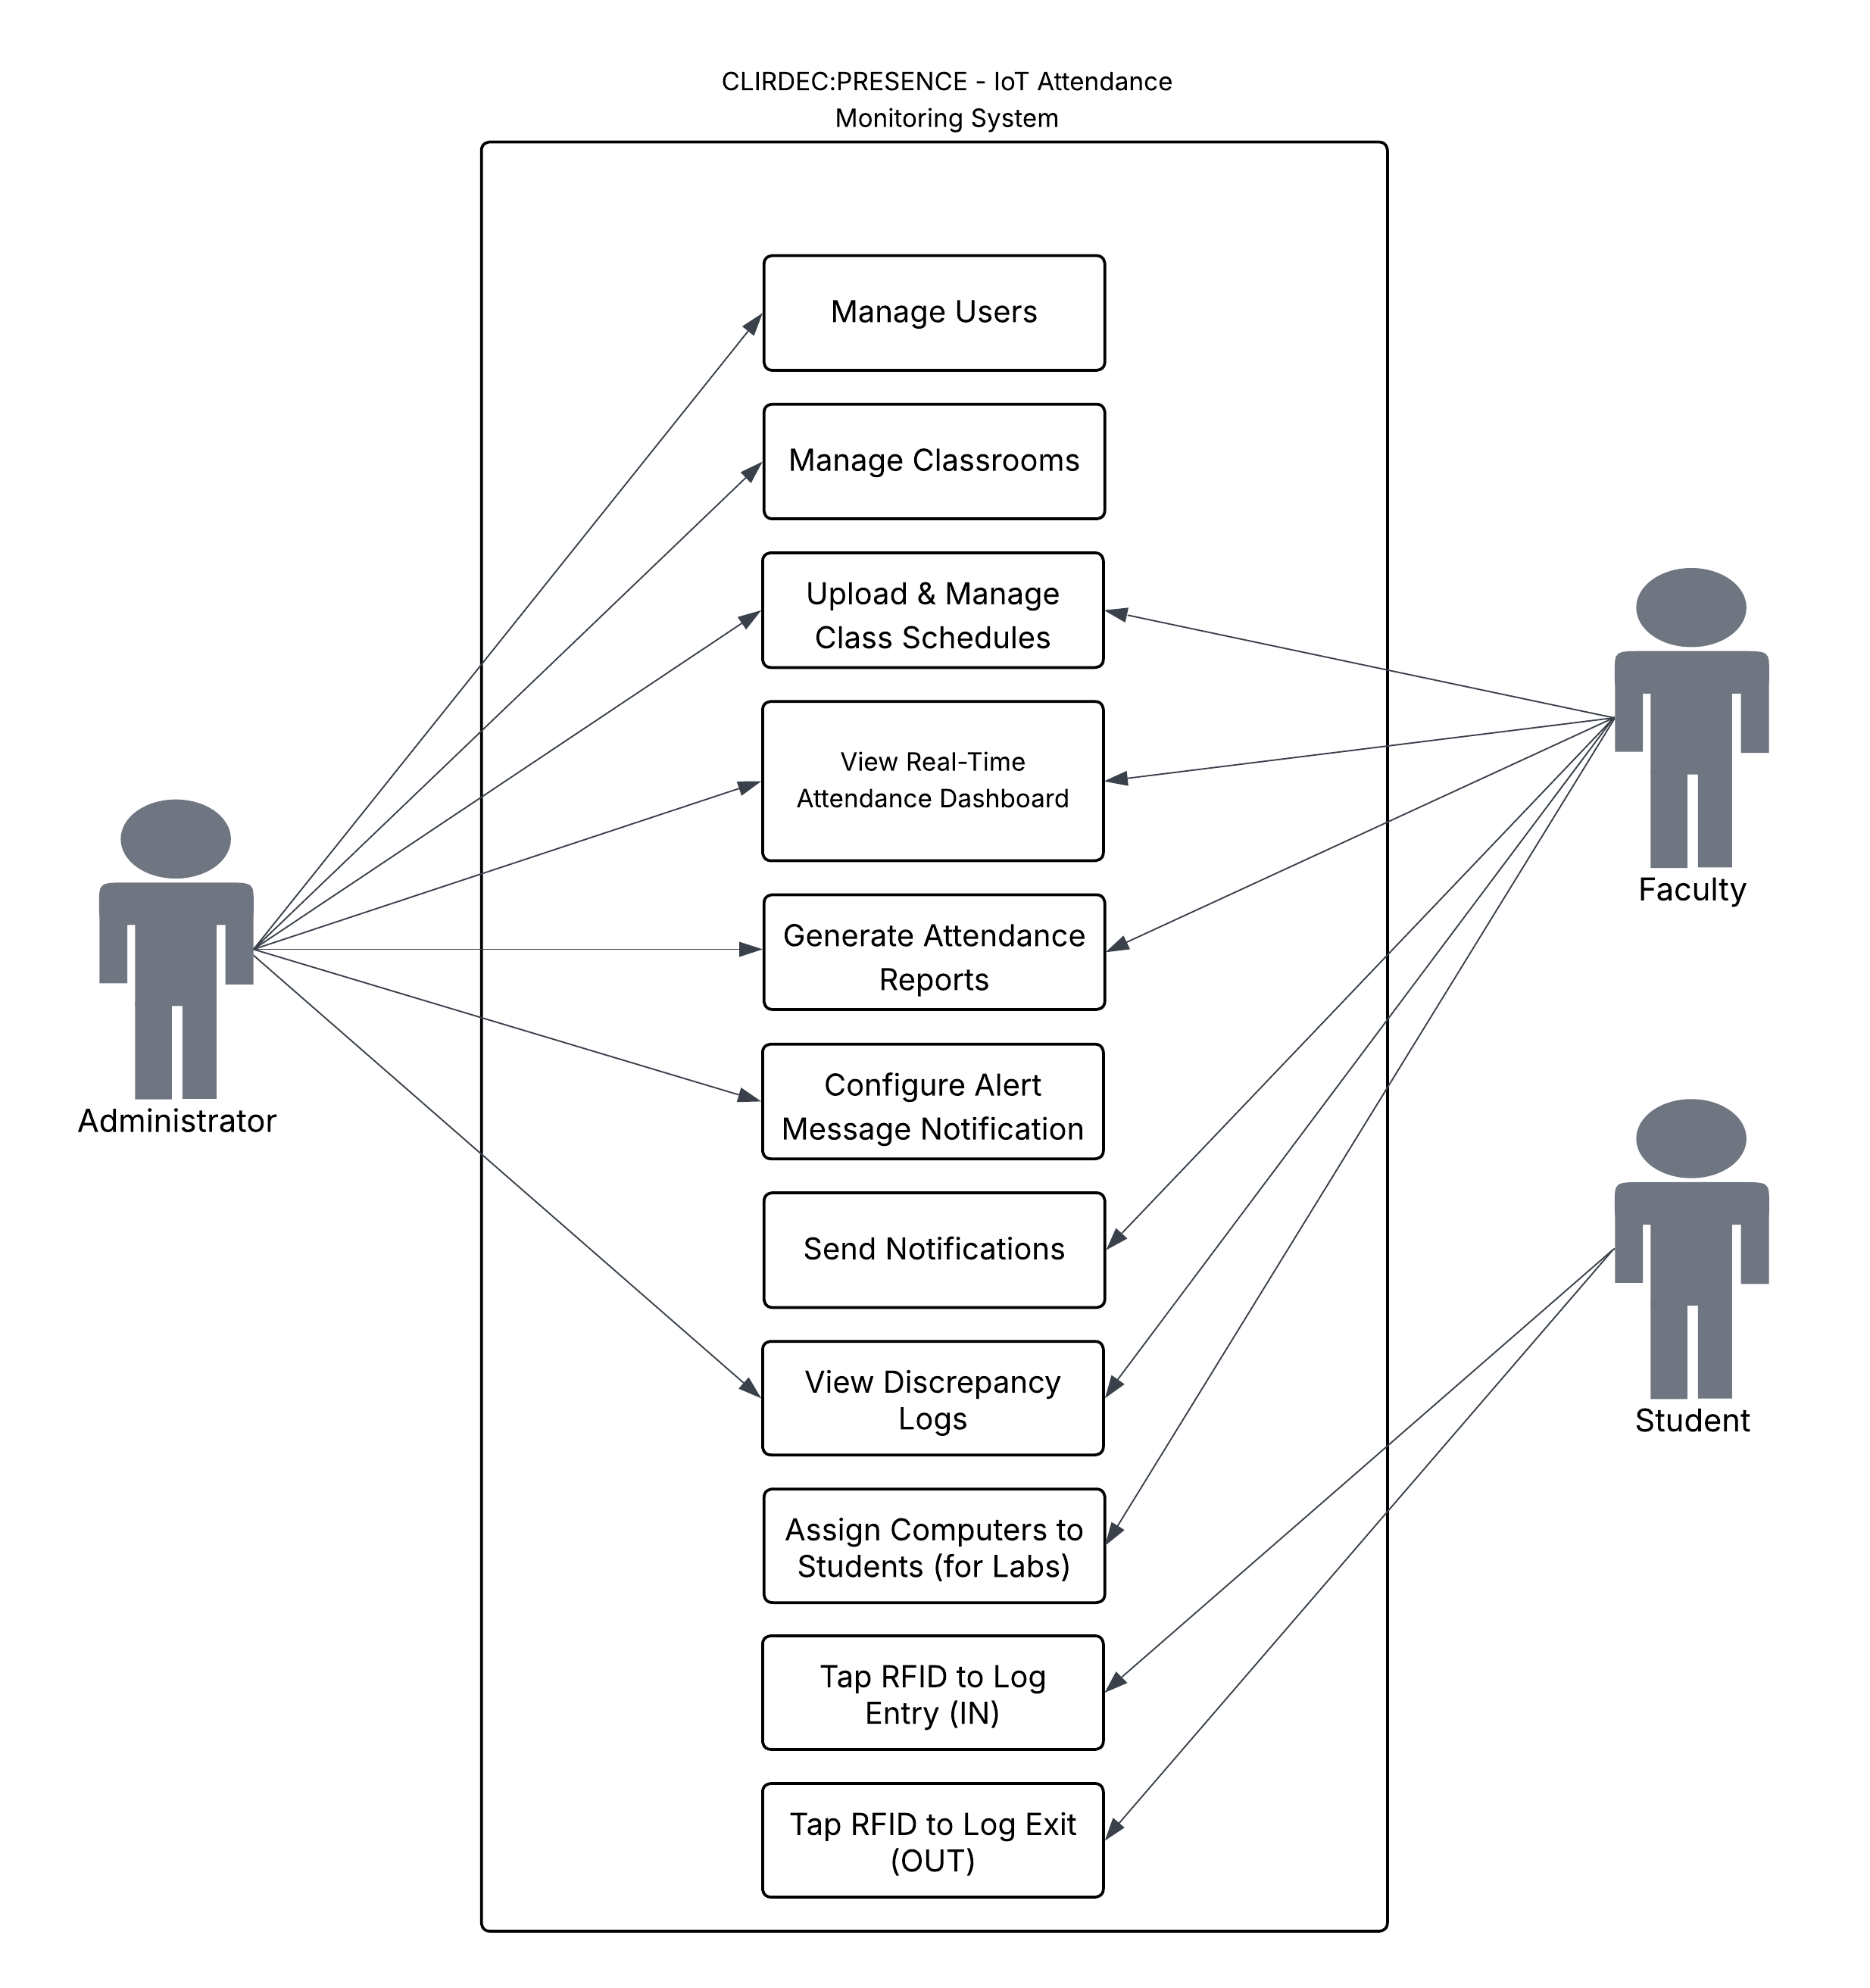 CLIRDEC:PRESENCE - IoT Attendance
Monitoring System
Manage Users
Manage Classrooms
Upload & Manage
Class Schedules
View Real-Time
Attendance Dashboard
Generate Attendance
Reports
Configure Alert
Message Notification
Send Notifications
View Discrepancy
Logs
Assign Computers to
Students (for Labs)
Tap RFID to Log
Entry (IN)
Tap RFID to Log Exit
(OUT)
Administrator
Faculty
Student